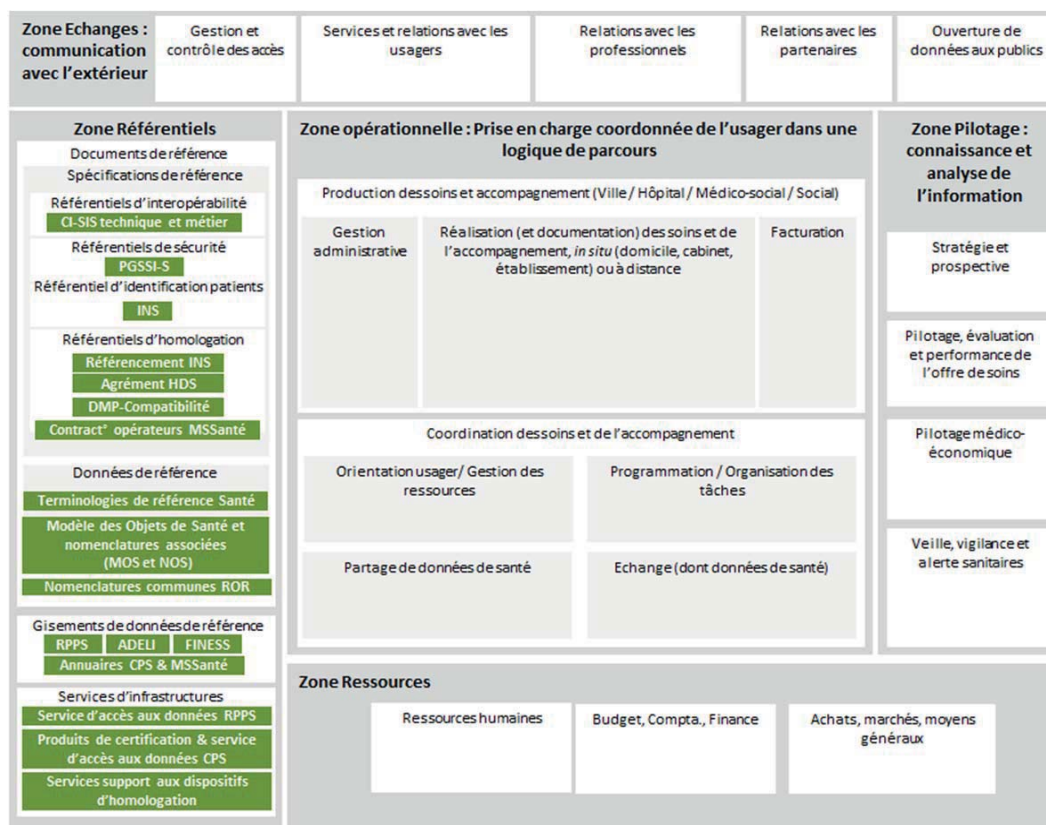 Zone Echanges :
communication
avec l'extérieur
Gestion et
contrôle des accès
Services et relations avec les
usagers
Relations avec les
professionnels
Relations avec les
partenaires
Ouverture de
données aux publics
Zone Référentiels
Documents de référence
Spécifications de référence
Référentiels d'interopérabilité
CI-SIS technique et métier
Référentiels de sécurité
PGSSI-S
Référentiel d'identification patients
INS
Référentiels d'homologation
Référencement INS
Agrément HDS
DMP-Compatibilité
Contract° opérateurs MSSanté
Données de référence
Terminologies de référence Santé
Modèle des Objets de Santé et
nomenclatures associées
(MOS et NOS)
Nomenclatures communes ROR
Gisements de données de référence
RPPS ADELI FINESS
Annuaires CPS & MSSanté
Services d'infrastructures
Service d'accès aux données RPPS
Produits de certification & service
d'accès aux données CPS
Services support aux dispositifs
d'homologation
Zone opérationnelle : Prise en charge coordonnée de l'usager dans une
logique de parcours
Production des soins et accompagnement (Ville / Hôpital / Médico-social / Social)
Gestion
administrative
Réalisation (et documentation) des soins et de
l'accompagnement, in situ (domicile, cabinet,
établissement) ou à distance
Facturation
Coordination des soins et de l'accompagnement
Orientation usager/ Gestion des
ressources
Programmation / Organisation des
tâches
Partage de données de santé
Echange (dont données de santé)
Zone Pilotage :
connaissance et
analyse de
l'information
Stratégie et
prospective
Pilotage, évaluation
et performance de
l'offre de soins
Pilotage médico-
économique
Veille, vigilance et
alerte sanitaires
Zone Ressources
Ressources humaines
Budget, Compta., Finance
Achats, marchés, moyens
généraux